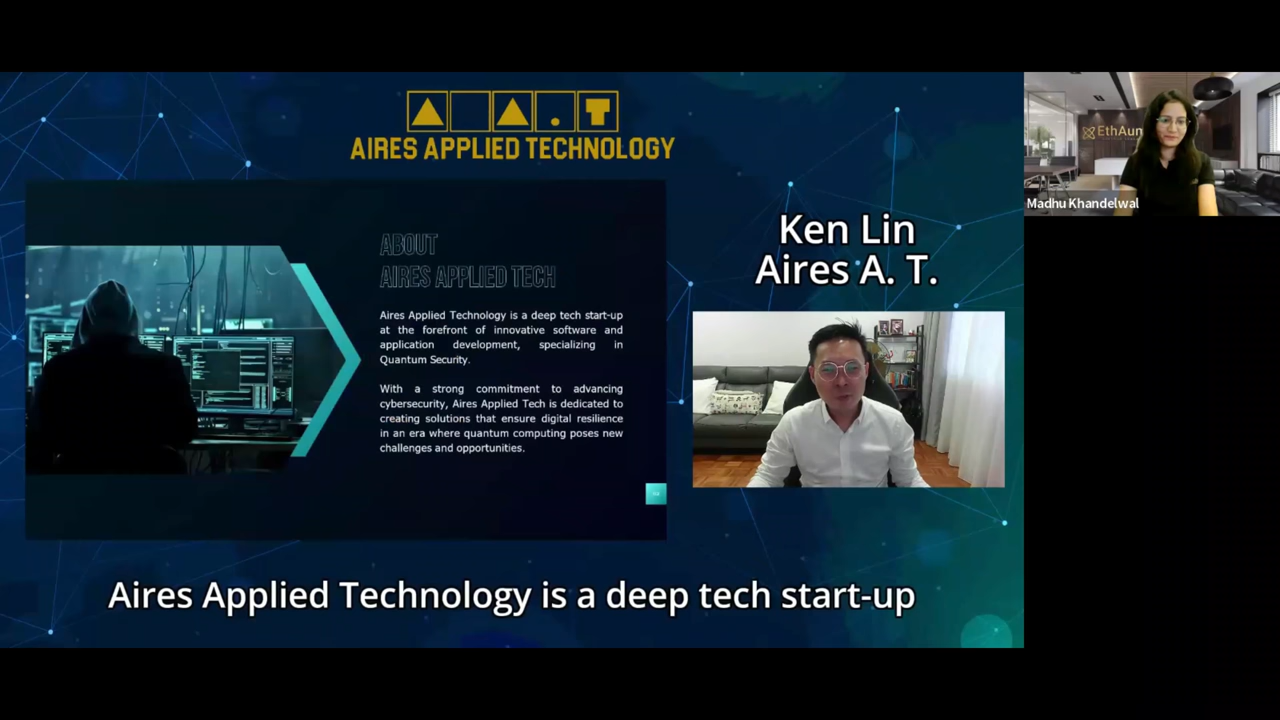 AIRES APPLIED TECHNOLOGY
ABOUT
AIRES APPLIED TECH
Aires Applied Technology is a deep tech start-up
at the forefront of innovative software and
application development, specializing in
Quantum Security.
With a strong commitment to advancing
cybersecurity, Aires Applied Tech is dedicated to
creating solutions that ensure digital resilience
in an era where quantum computing poses new
challenges and opportunities.
Ken Lin
Aires A. T.
EthAum
Madhu Khandelwal
Aires Applied Technology is a deep tech start-up